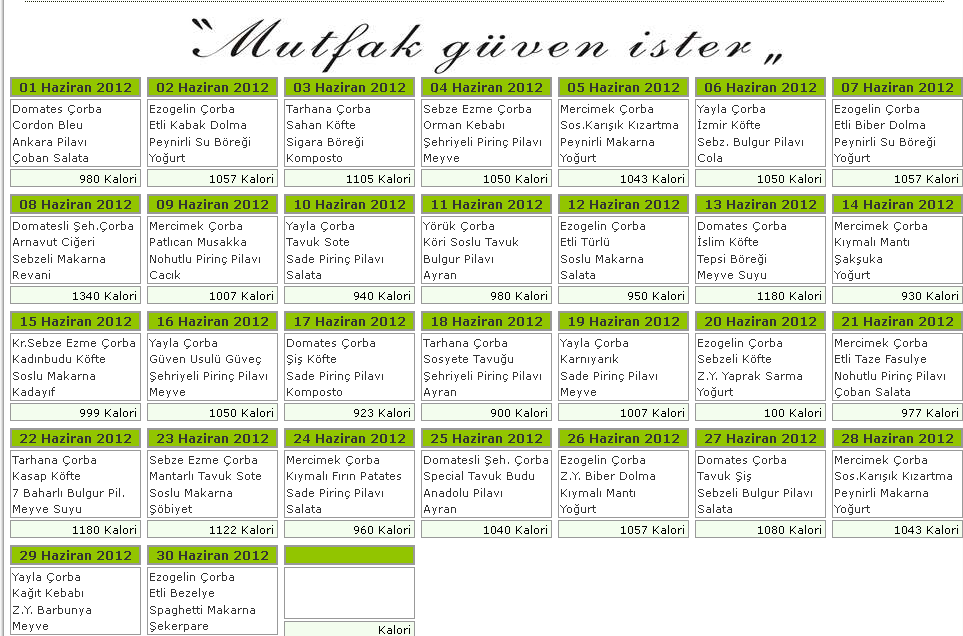 "Mutfak güven ister„
01 Haziran 2012
Domates Çorba
Cordon Bleu
Ankara Pilavı
Çoban Salata
980 Kalori
02 Haziran 2012
Ezogelin Çorba
Etli Kabak Dolma
Peynirli Su Böreği
Yoğurt
1057 Kalori
03 Haziran 2012
Tarhana Çorba
Sahan Köfte
Sigara Böreği
Komposto
1105 Kalori
04 Haziran 2012
Sebze Ezme Çorba
Orman Kebabı
Şehriyeli Pirinç Pilavı
Meyve
1050 Kalori
05 Haziran 2012
Mercimek Çorba
Sos.Karışık Kızartma
Peynirli Makarna
Yoğurt
1043 Kalori
06 Haziran 2012
Yayla Çorba
İzmir Köfte
Sebz. Bulgur Pilavı
Cola
1050 Kalori
07 Haziran 2012
Ezogelin Çorba
Etli Biber Dolma
Peynirli Su Böreği
Yoğurt
1057 Kalori
08 Haziran 2012
Domatesli Şeh.Çorba
Arnavut Ciğeri
Sebzeli Makarna
Revani
1340 Kalori
09 Haziran 2012
Mercimek Çorba
Patlıcan Musakka
Nohutlu Pirinç Pilavı
Cacık
1007 Kalori
10 Haziran 2012
Yayla Çorba
Tavuk Sote
Sade Pirinç Pilavı
Salata
940 Kalori
11 Haziran 2012
Yörük Çorba
Köri Soslu Tavuk
Bulgur Pilavı
Ayran
980 Kalori
12 Haziran 2012
Ezogelin Çorba
Etli Türlü
Soslu Makarna
Salata
950 Kalori
13 Haziran 2012
Domates Çorba
İslim Köfte
Tepsi Böreği
Meyve Suyu
1180 Kalori
14 Haziran 2012
Mercimek Çorba
Kıymalı Mantı
Şakşuka
Yoğurt
930 Kalori
15 Haziran 2012
Kr.Sebze Ezme Çorba
Kadınbudu Köfte
Soslu Makarna
Kadayıf
999 Kalori
16 Haziran 2012
Yayla Çorba
Güven Usulü Güveç
Şehriyeli Pirinç Pilavı
Meyve
1050 Kalori
17 Haziran 2012
Domates Çorba
Şiş Köfte
Sade Pirinç Pilavı
Komposto
923 Kalori
18 Haziran 2012
Tarhana Çorba
Sosyete Tavuğu
Şehriyeli Pirinç Pilavı
Ayran
900 Kalori
19 Haziran 2012
Yayla Çorba
Karnıyarık
Sade Pirinç Pilavı
Meyve
1007 Kalori
20 Haziran 2012
Ezogelin Çorba
Sebzeli Köfte
Z.Y. Yaprak Sarma
Yoğurt
100 Kalori
21 Haziran 2012
Mercimek Çorba
Etli Taze Fasulye
Nohutlu Pirinç Pilavı
Çoban Salata
977 Kalori
22 Haziran 2012
Tarhana Çorba
Kasap Köfte
7 Baharlı Bulgur Pil.
Meyve Suyu
1180 Kalori
23 Haziran 2012
Sebze Ezme Çorba
Mantarlı Tavuk Sote
Soslu Makarna
Şöbiyet
1122 Kalori
24 Haziran 2012
Mercimek Çorba
Kıymalı Fırın Patates
Sade Pirinç Pilavı
Salata
960 Kalori
25 Haziran 2012
Domatesli Şeh. Çorba
Special Tavuk Budu
Anadolu Pilavı
Ayran
1040 Kalori
26 Haziran 2012
Ezogelin Çorba
Z.Y. Biber Dolma
Kıymalı Mantı
Yoğurt
1057 Kalori
27 Haziran 2012
Domates Çorba
Tavuk Şiş
Sebzeli Bulgur Pilavı
Salata
1080 Kalori
28 Haziran 2012
Mercimek Çorba
Sos.Karışık Kızartma
Peynirli Makarna
Yoğurt
1043 Kalori
29 Haziran 2012
Yayla Çorba
Kağıt Kebabı
Z.Y. Barbunya
Meyve
30 Haziran 2012
Ezogelin Çorba
Etli Bezelye
Spaghetti Makarna
Şekerpare
Kalori